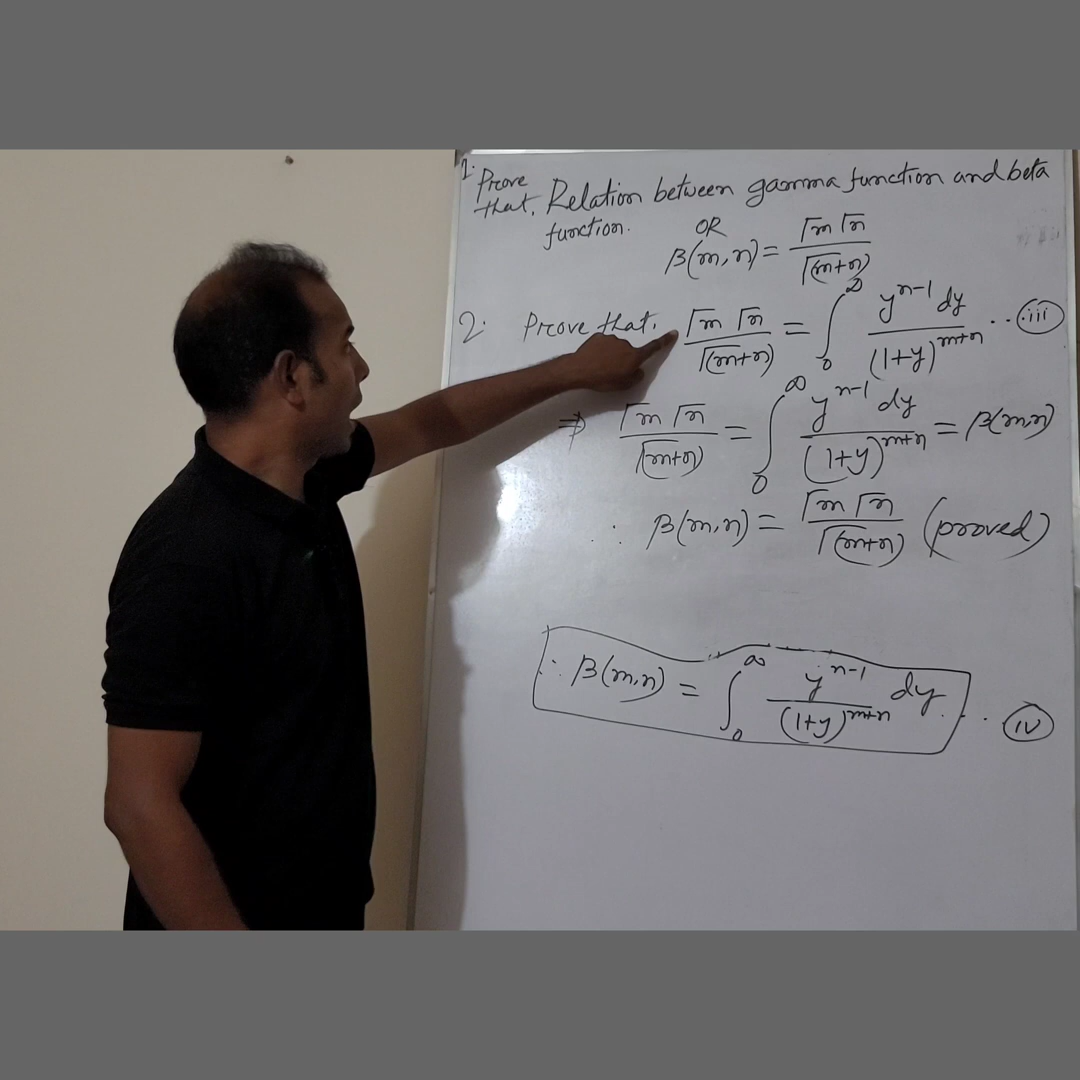 1. Prove that. Relation between gamma function and beta
function.
OR
β(m, n) = Γm Γn / Γ(m+n)
2. Prove that. Γm Γn / Γ(m+n) = ∫₀^∞ y^(n-1) dy / (1+y)^(m+n) ... (iii)
⇒ Γm Γn / Γ(m+n) = ∫₀^∞ y^(n-1) dy / (1+y)^(m+n) = β(m,n)
∴ β(m,n) = Γm Γn / Γ(m+n) (proved)
∴ β(m,n) = ∫₀^∞ y^(n-1) / (1+y)^(m+n) dy ... (iv)